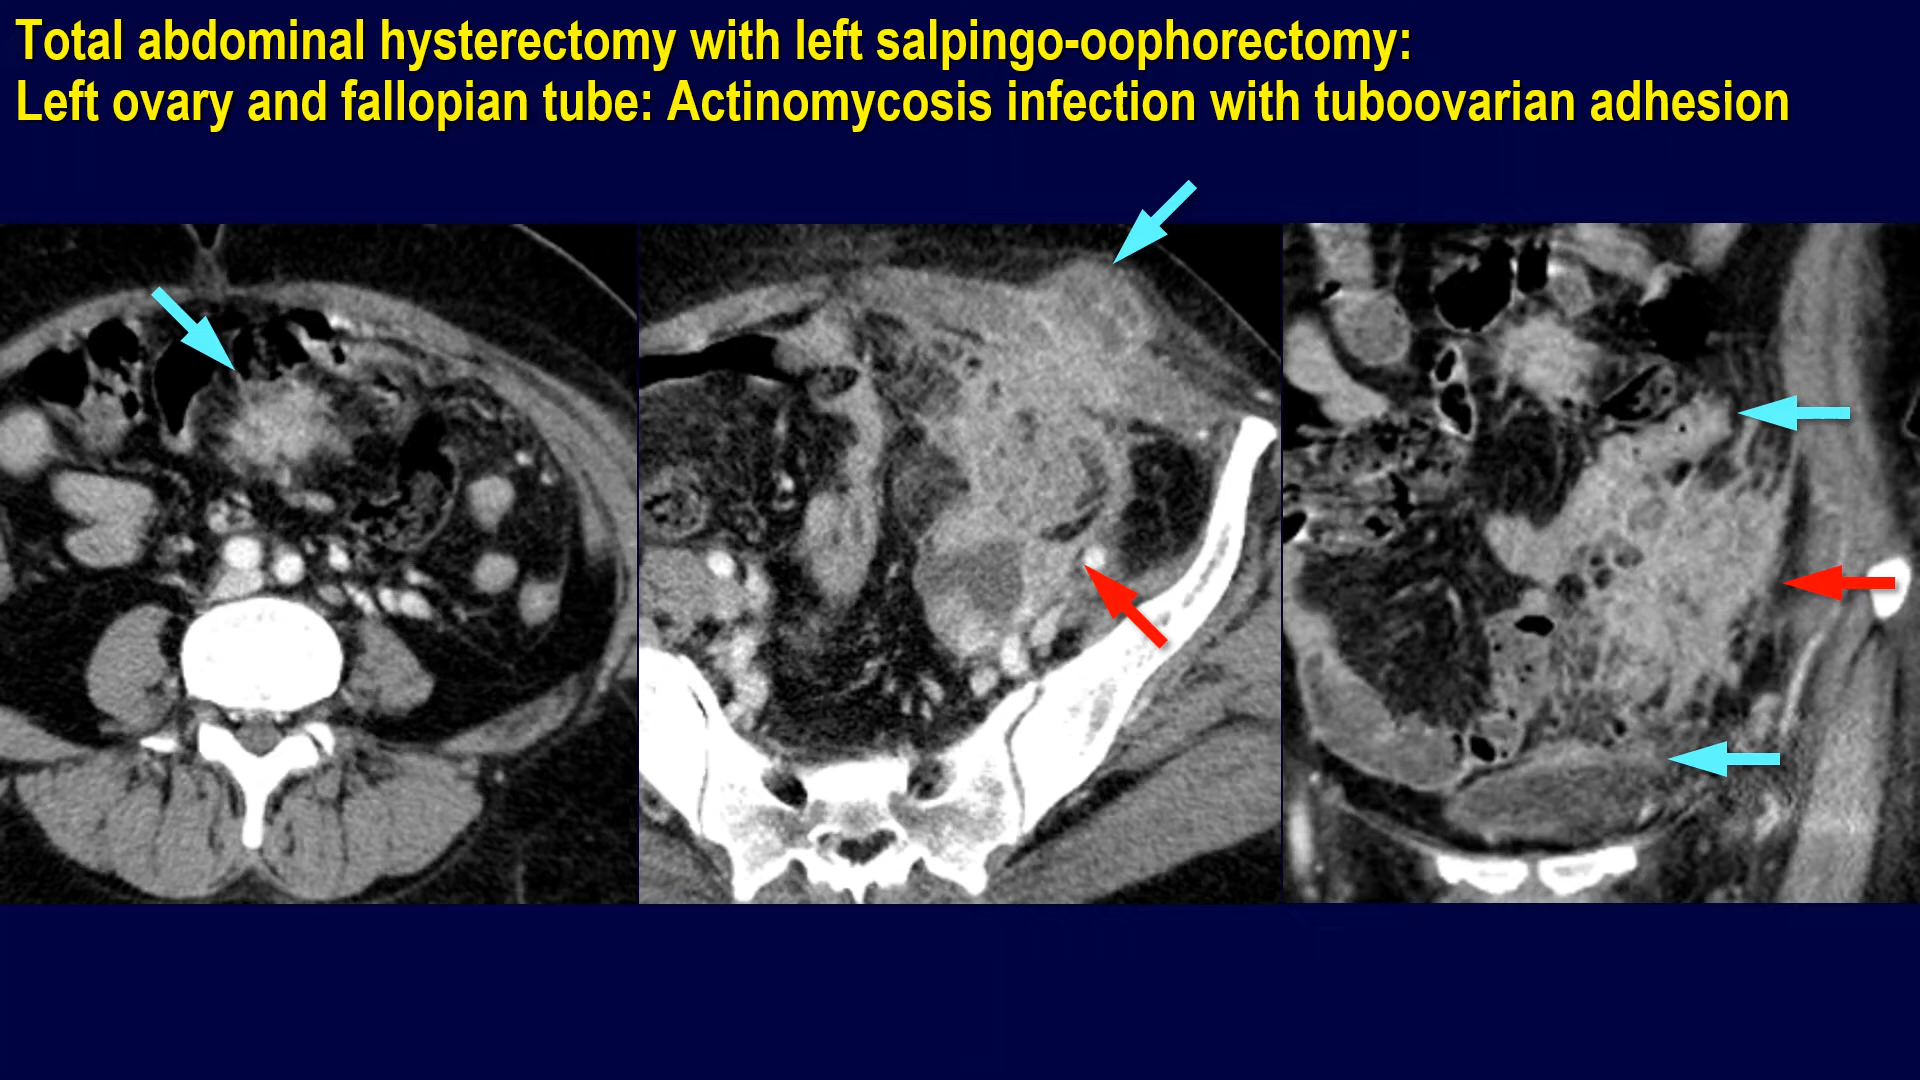 Total abdominal hysterectomy with left salpingo-oophorectomy:
Left ovary and fallopian tube: Actinomycosis infection with tuboovarian adhesion